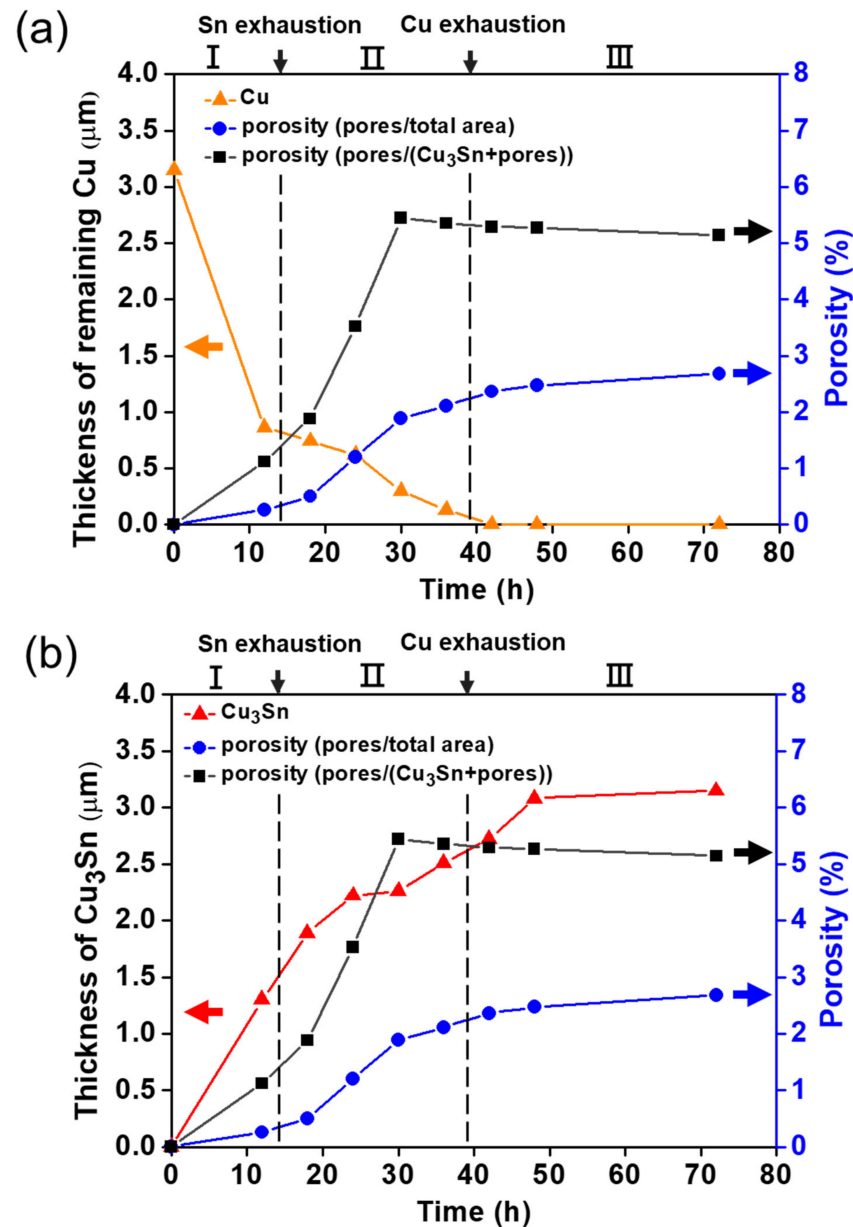 (a)
Sn exhaustion Cu exhaustion
I II III
4.0 8
Cu
3.5 7
porosity (pores/total area)
porosity (pores/(Cu₃Sn+pores))
3.0 6
2.5 5
2.0 4
1.5 3
1.0 2
0.5 1
0.0 0
0 10 20 30 40 50 60 70 80
Thickenss of remaining Cu (μm)
Porosity (%)
Time (h)
(b)
Sn exhaustion Cu exhaustion
I II III
4.0 8
Cu₃Sn
3.5 7
porosity (pores/total area)
porosity (pores/(Cu₃Sn+pores))
3.0 6
2.5 5
2.0 4
1.5 3
1.0 2
0.5 1
0.0 0
0 10 20 30 40 50 60 70 80
Thickness of Cu₃Sn (μm)
Porosity (%)
Time (h)